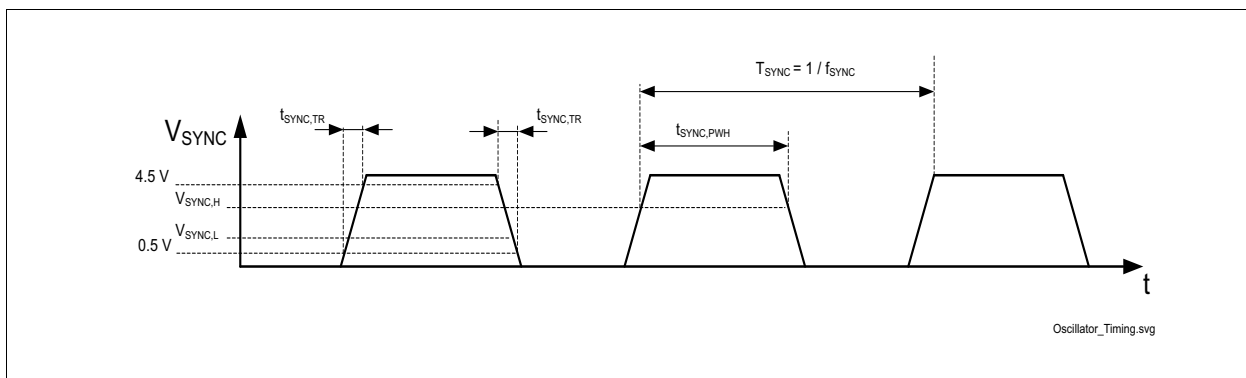 T_SYNC = 1 / f_SYNC
t_SYNC,TR
t_SYNC,TR
t_SYNC,PWH
V_SYNC
4.5 V
V_SYNC,H
V_SYNC,L
0.5 V
t
Oscillator_Timing.svg